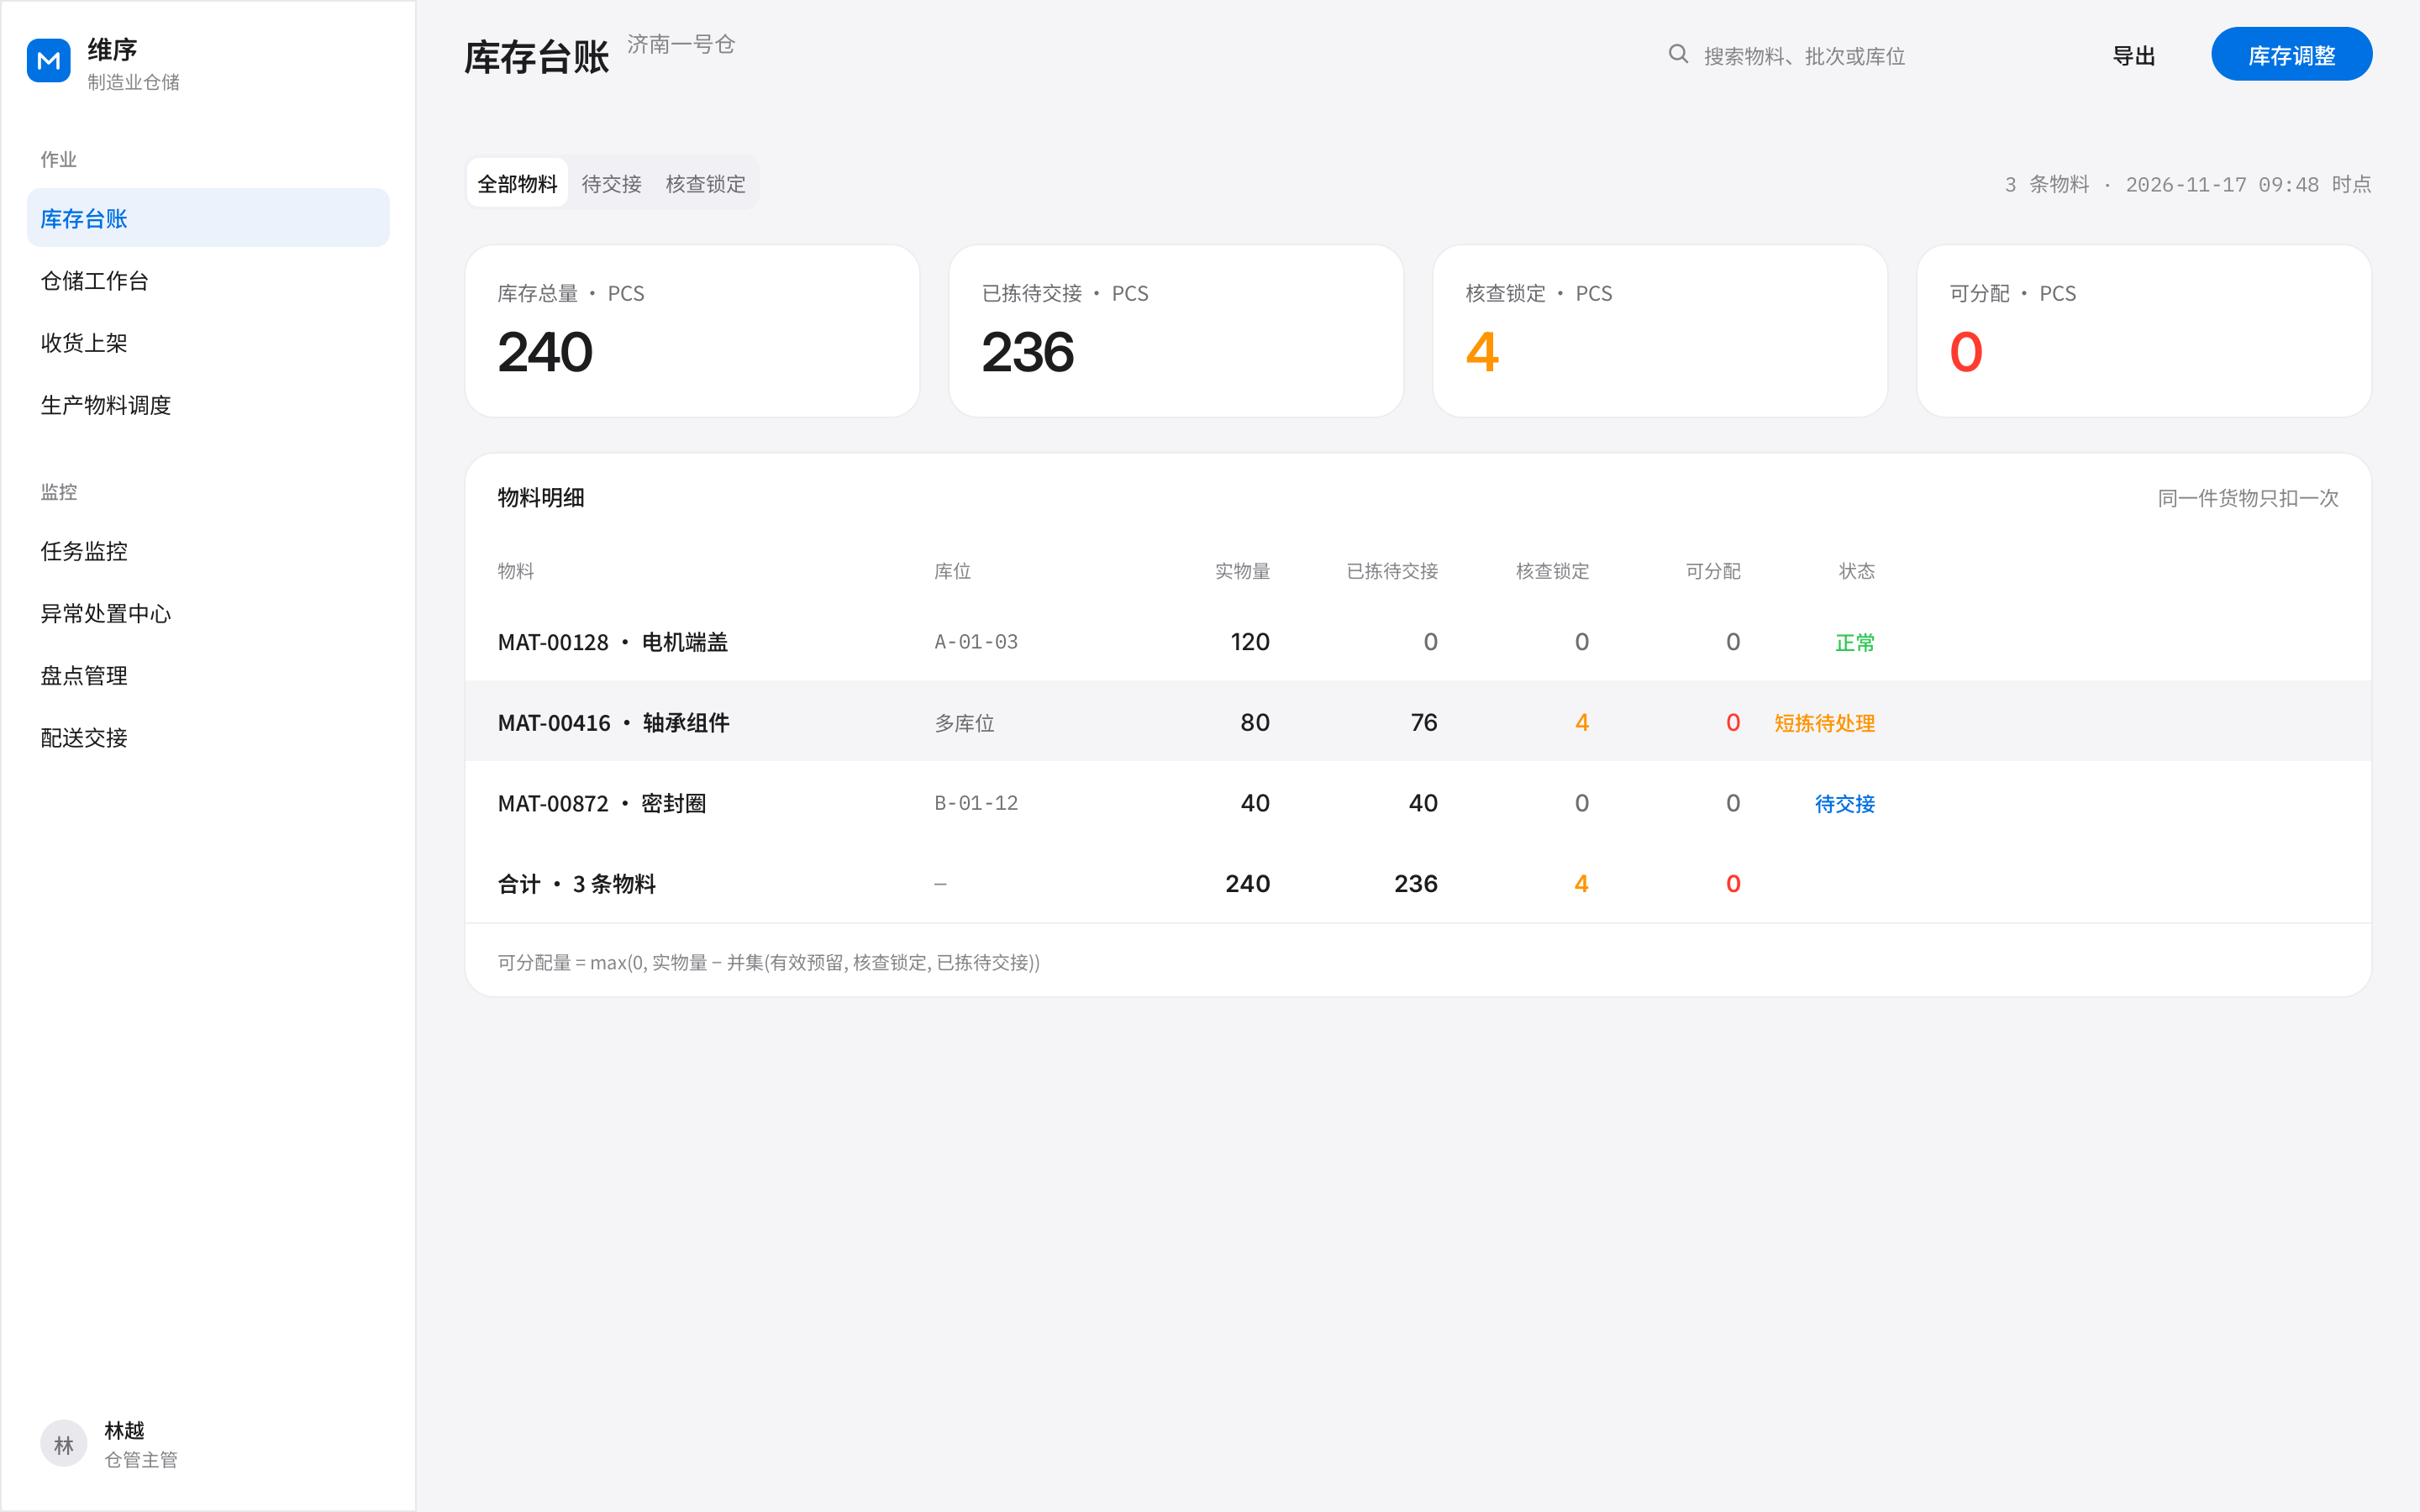 维序
制造业仓储
作业
库存台账
仓储工作台
收货上架
生产物料调度
监控
任务监控
异常处置中心
盘点管理
配送交接
林
林越
仓管主管
库存台账 济南一号仓
搜索物料、批次或库位
导出
库存调整
全部物料 待交接 核查锁定
3 条物料 · 2026-11-17 09:48 时点
库存总量 · PCS
240
已拣待交接 · PCS
236
核查锁定 · PCS
4
可分配 · PCS
0
物料明细
同一件货物只扣一次
物料 库位 实物量 已拣待交接 核查锁定 可分配 状态
MAT-00128 · 电机端盖 A-01-03 120 0 0 0 正常
MAT-00416 · 轴承组件 多库位 80 76 4 0 短拣待处理
MAT-00872 · 密封圈 B-01-12 40 40 0 0 待交接
合计 · 3 条物料 — 240 236 4 0
可分配量 = max(0, 实物量 − 并集(有效预留, 核查锁定, 已拣待交接))